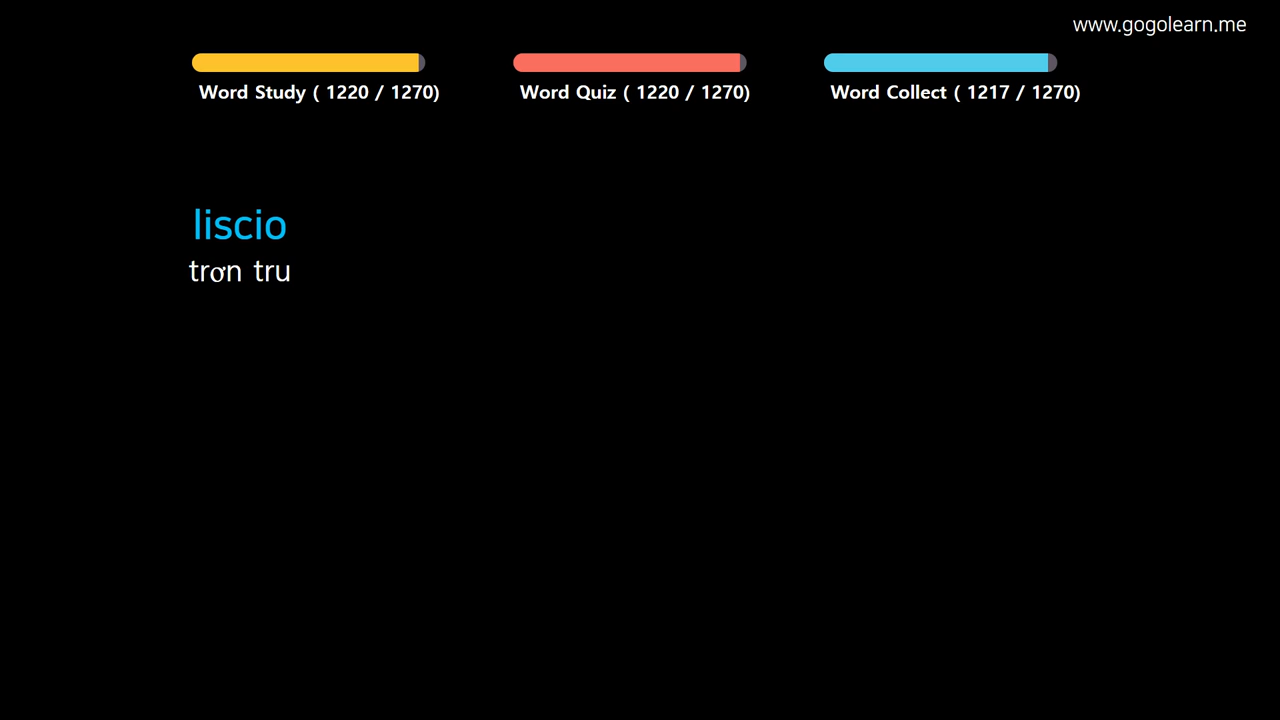 www.gogolearn.me
Word Study ( 1220 / 1270)
Word Quiz ( 1220 / 1270)
Word Collect ( 1217 / 1270)
liscio
trơn tru